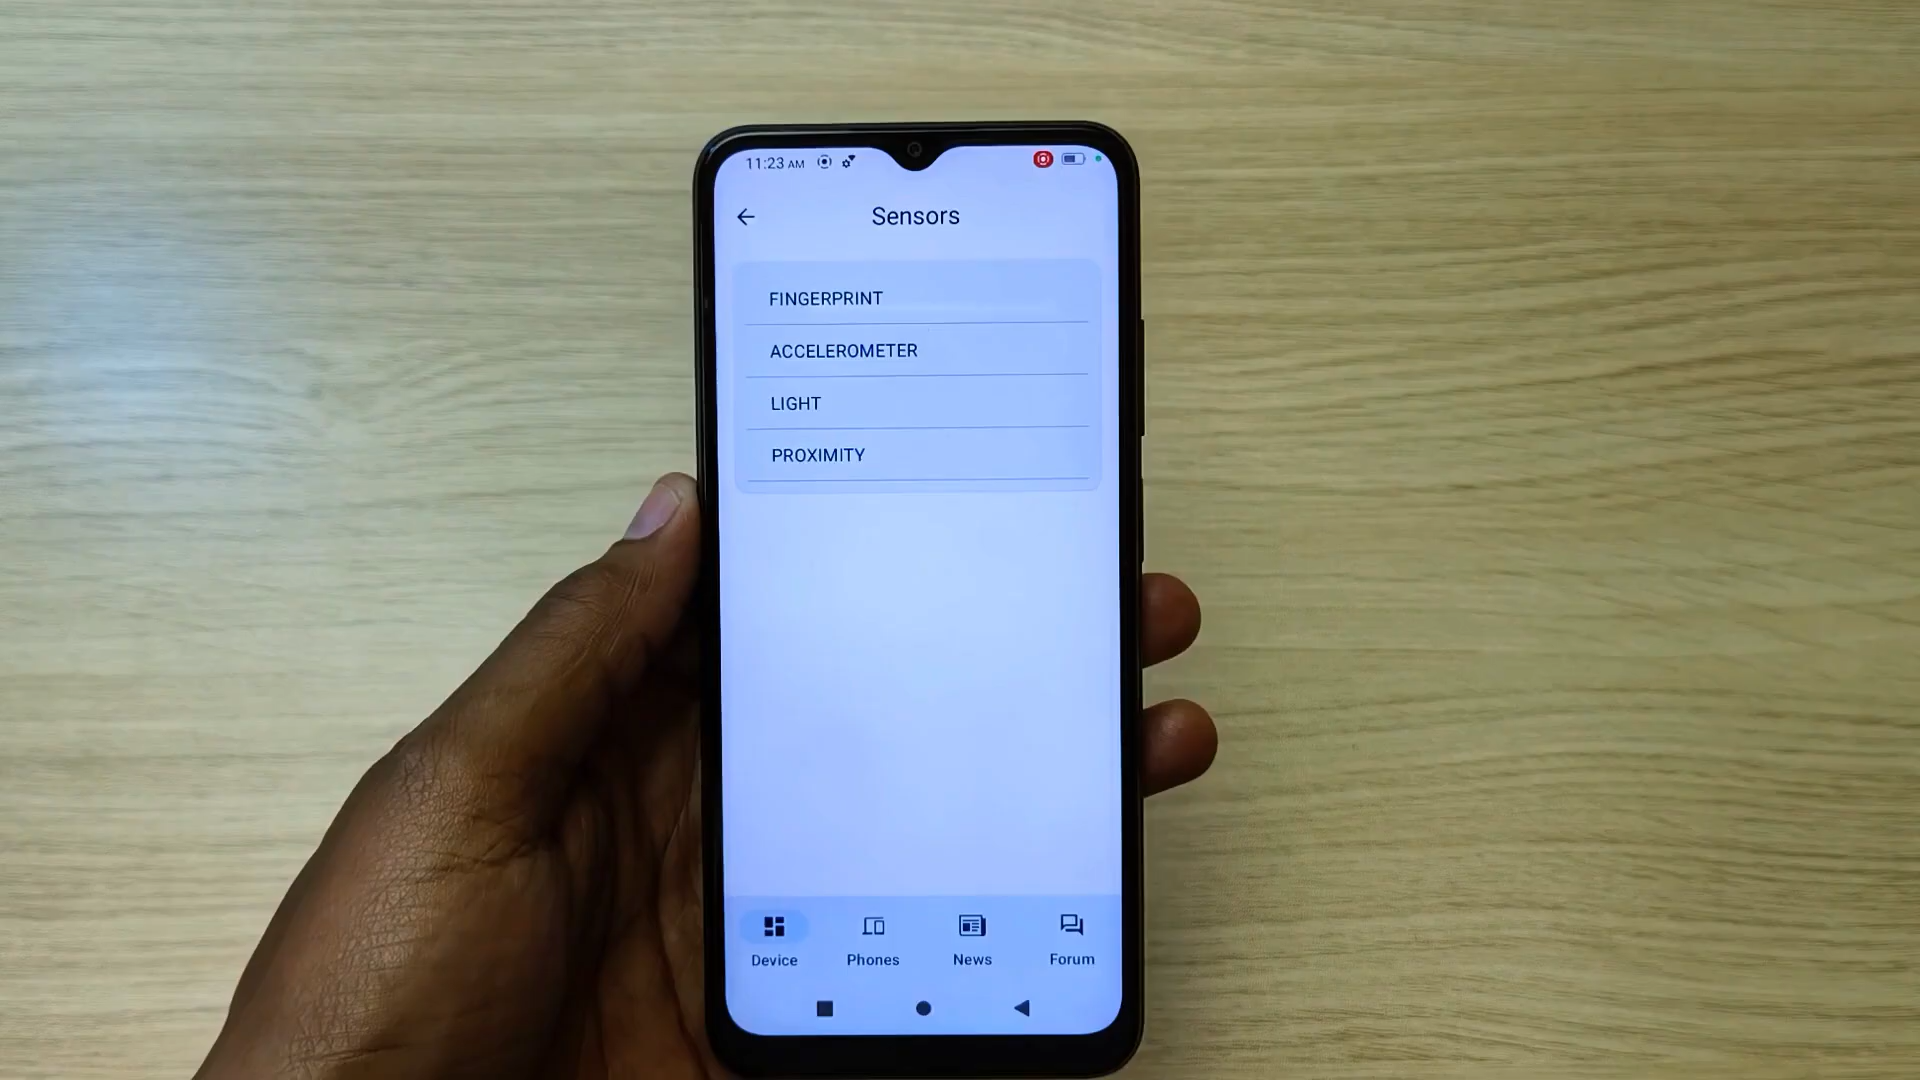 11:23 AM
Sensors
FINGERPRINT
ACCELEROMETER
LIGHT
PROXIMITY
Device Phones News Forum